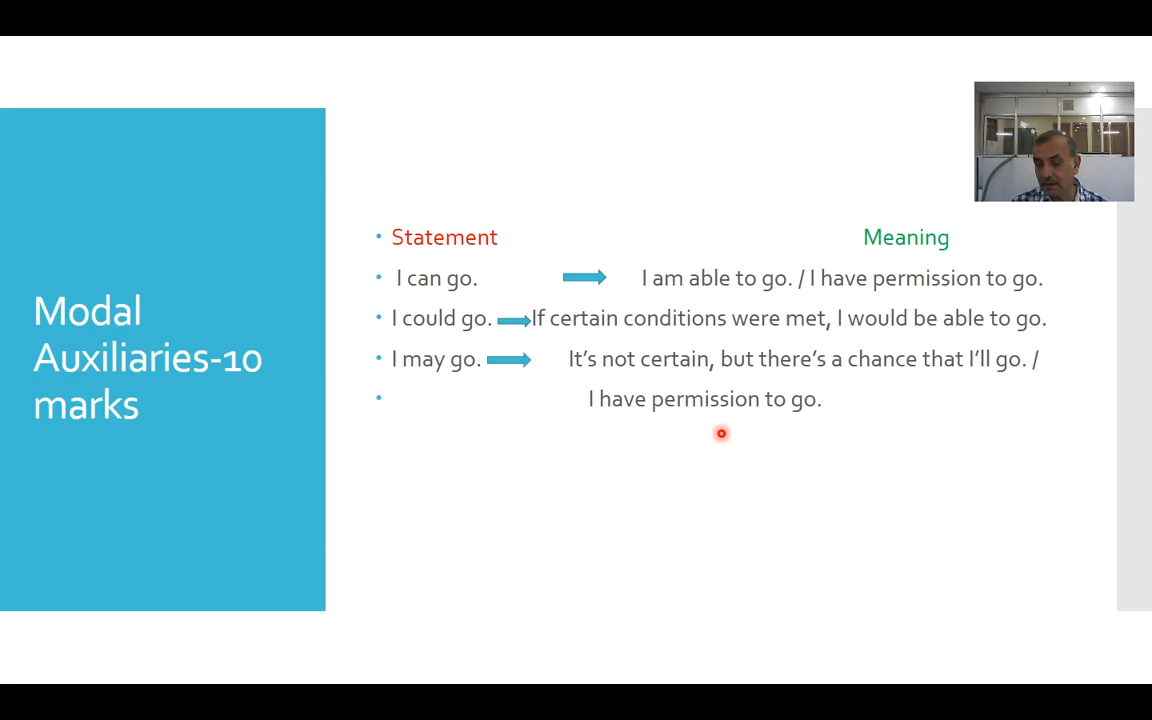 Modal
Auxiliaries-10
marks
• Statement Meaning
• I can go. I am able to go. / I have permission to go.
• I could go. If certain conditions were met, I would be able to go.
• I may go. It’s not certain, but there’s a chance that I’ll go. /
• I have permission to go.